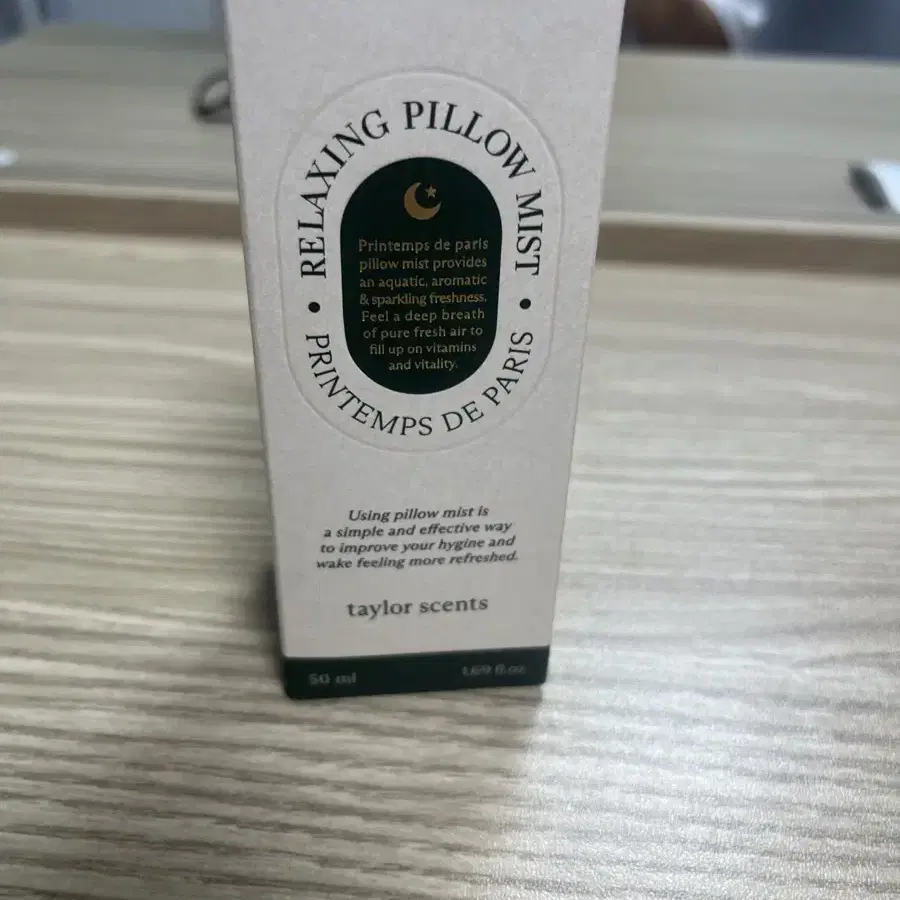 RELAXING PILLOW MIST
Printemps de paris
pillow mist provides
an aquatic, aromatic
& sparkling freshness.
Feel a deep breath
of pure fresh air to
fill up on vitamins
and vitality.
PRINTEMPS DE PARIS
Using pillow mist is
a simple and effective way
to improve your hygine and
wake feeling more refreshed.
taylor scents
50 ml
1.69 fl.oz